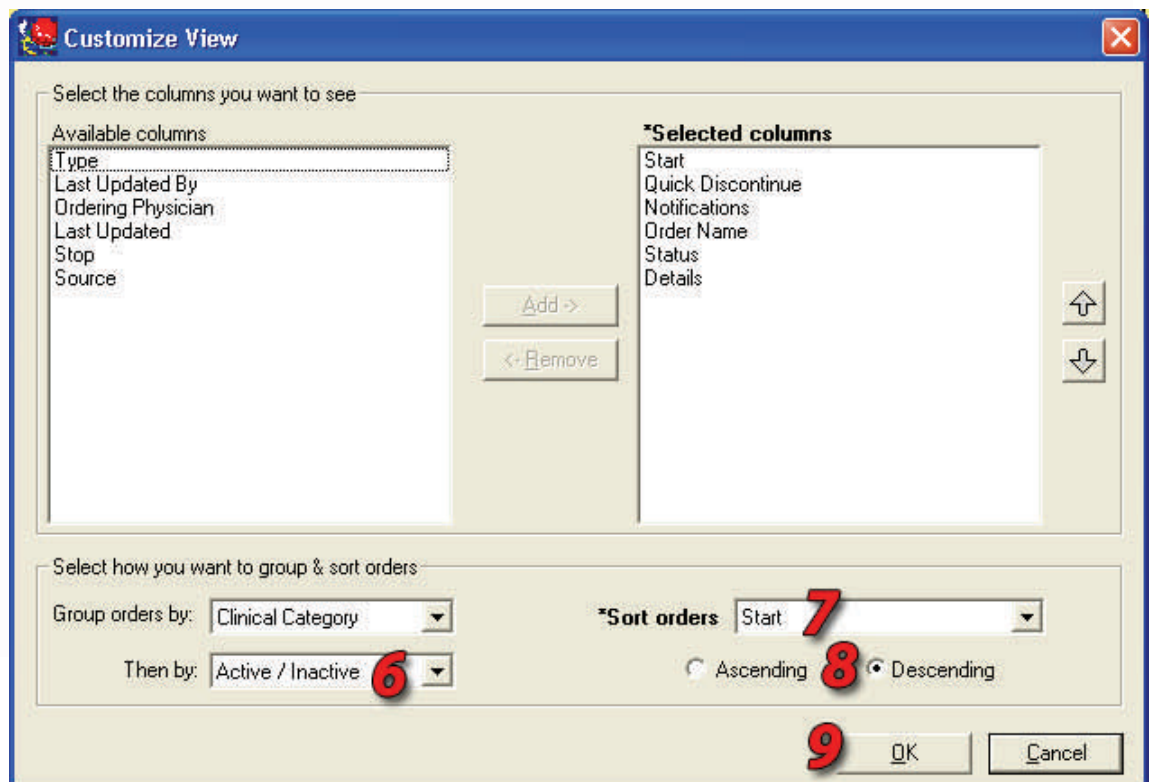 Customize View
Select the columns you want to see
Available columns
Type
Last Updated By
Ordering Physician
Last Updated
Stop
Source
Add ->
<- Remove
*Selected columns
Start
Quick Discontinue
Notifications
Order Name
Status
Details
Select how you want to group & sort orders
Group orders by: Clinical Category
Then by: Active / Inactive 6
*Sort orders Start 7
Ascending 8 Descending
9 OK Cancel